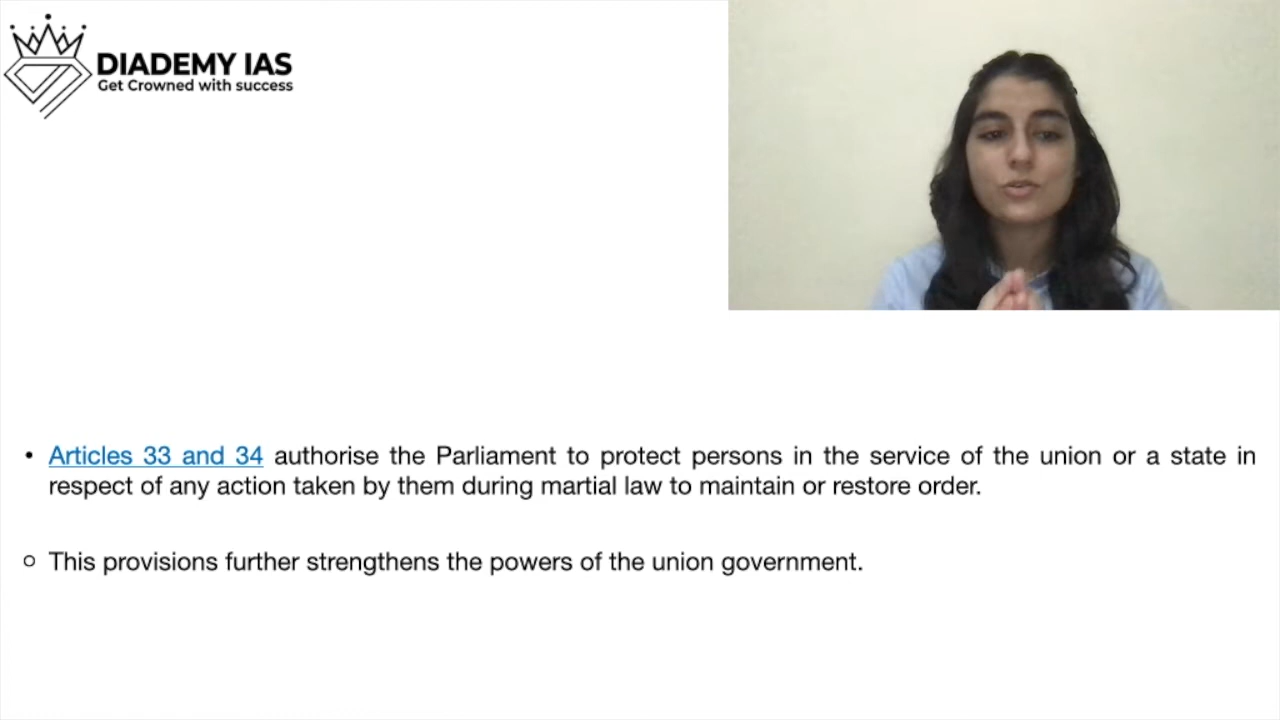 DIADEMY IAS
Get Crowned with success
• Articles 33 and 34 authorise the Parliament to protect persons in the service of the union or a state in
respect of any action taken by them during martial law to maintain or restore order.
○ This provisions further strengthens the powers of the union government.